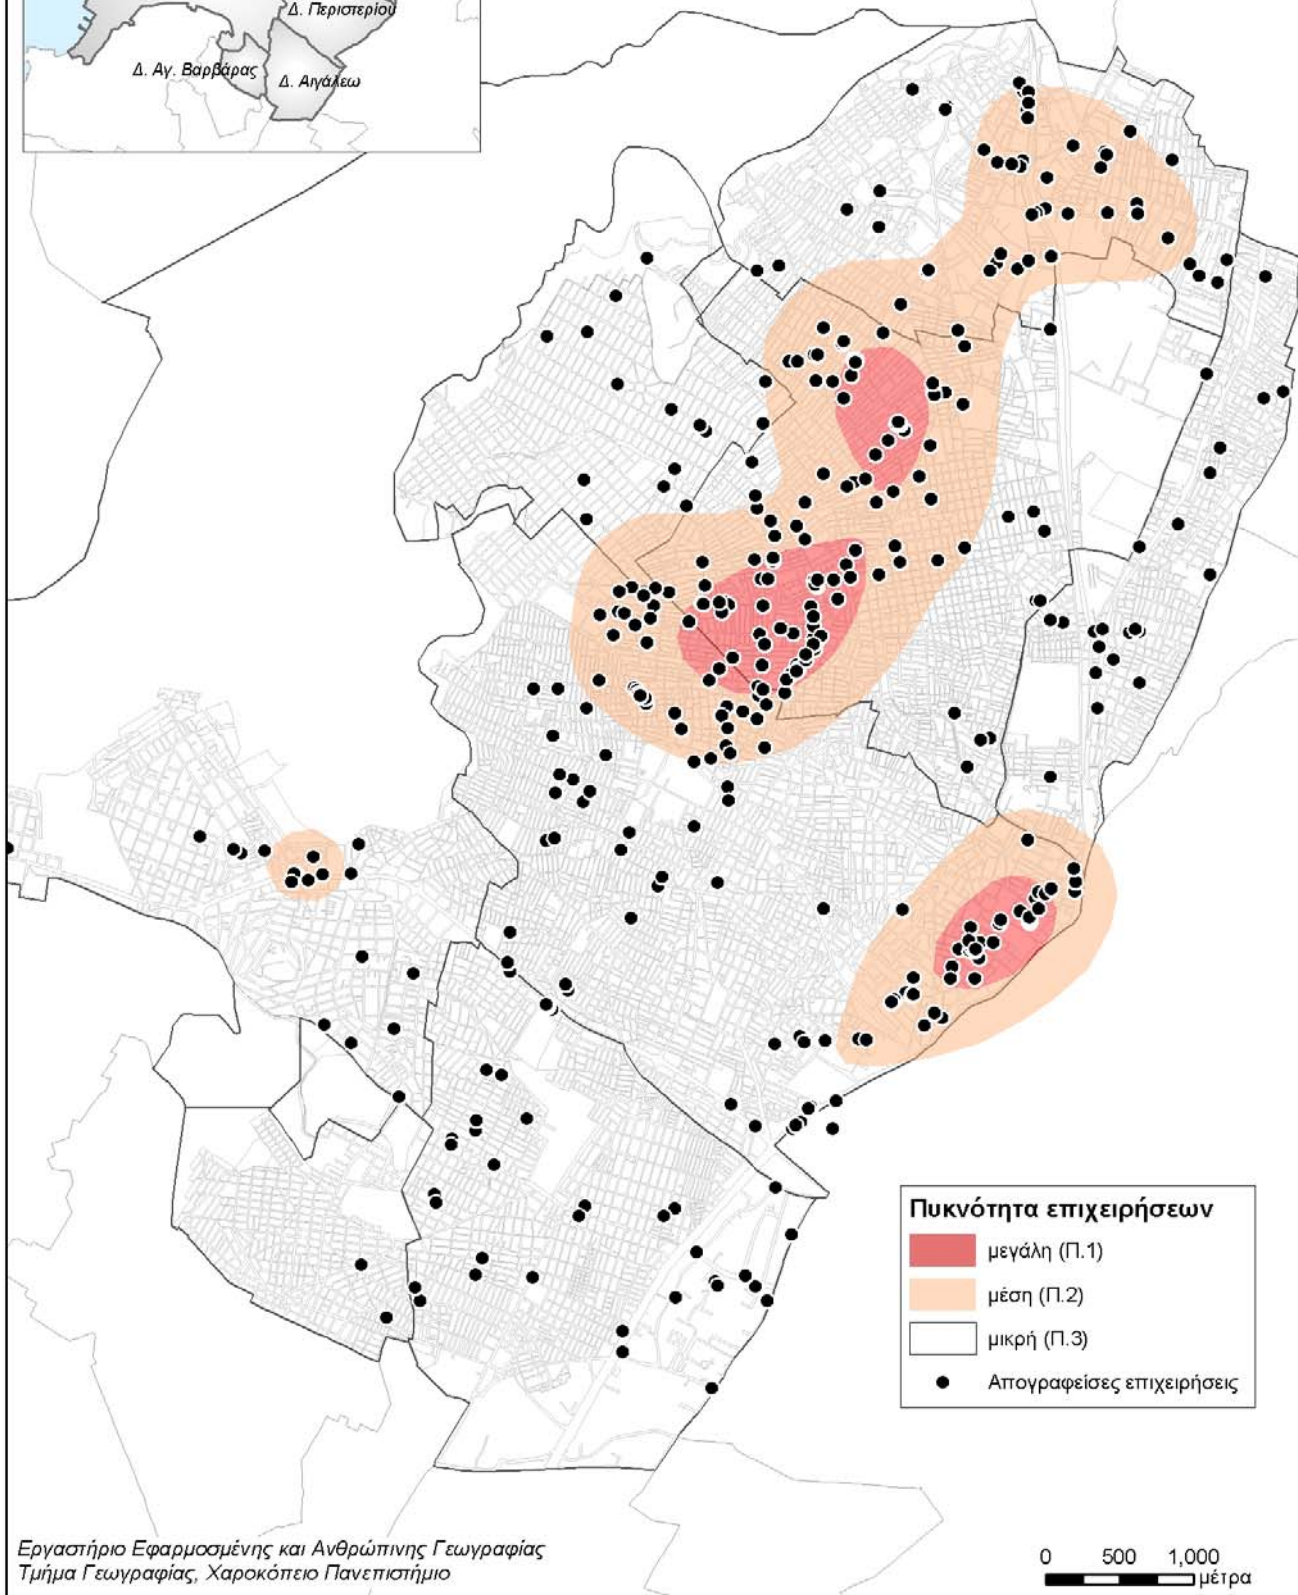 Δ. Περιστερίου
Δ. Αγ. Βαρβάρας
Δ. Αιγάλεω
Πυκνότητα επιχειρήσεων
μεγάλη (Π.1)
μέση (Π.2)
μικρή (Π.3)
Απογραφείσες επιχειρήσεις
Εργαστήριο Εφαρμοσμένης και Ανθρώπινης Γεωγραφίας
Τμήμα Γεωγραφίας, Χαροκόπειο Πανεπιστήμιο
0 500 1,000
μέτρα